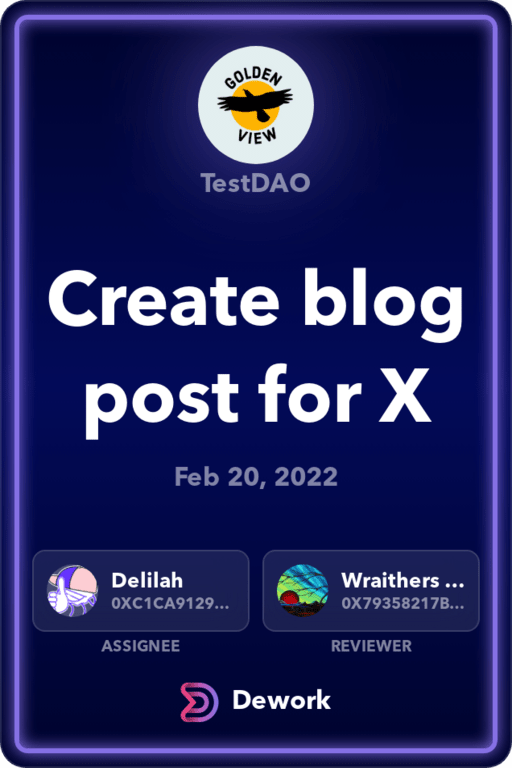 GOLDEN
VIEW
TestDAO
Create blog
post for X
Feb 20, 2022
Delilah
0XC1CA9129...
ASSIGNEE
Wraithers ...
0X79358217B...
REVIEWER
Dework